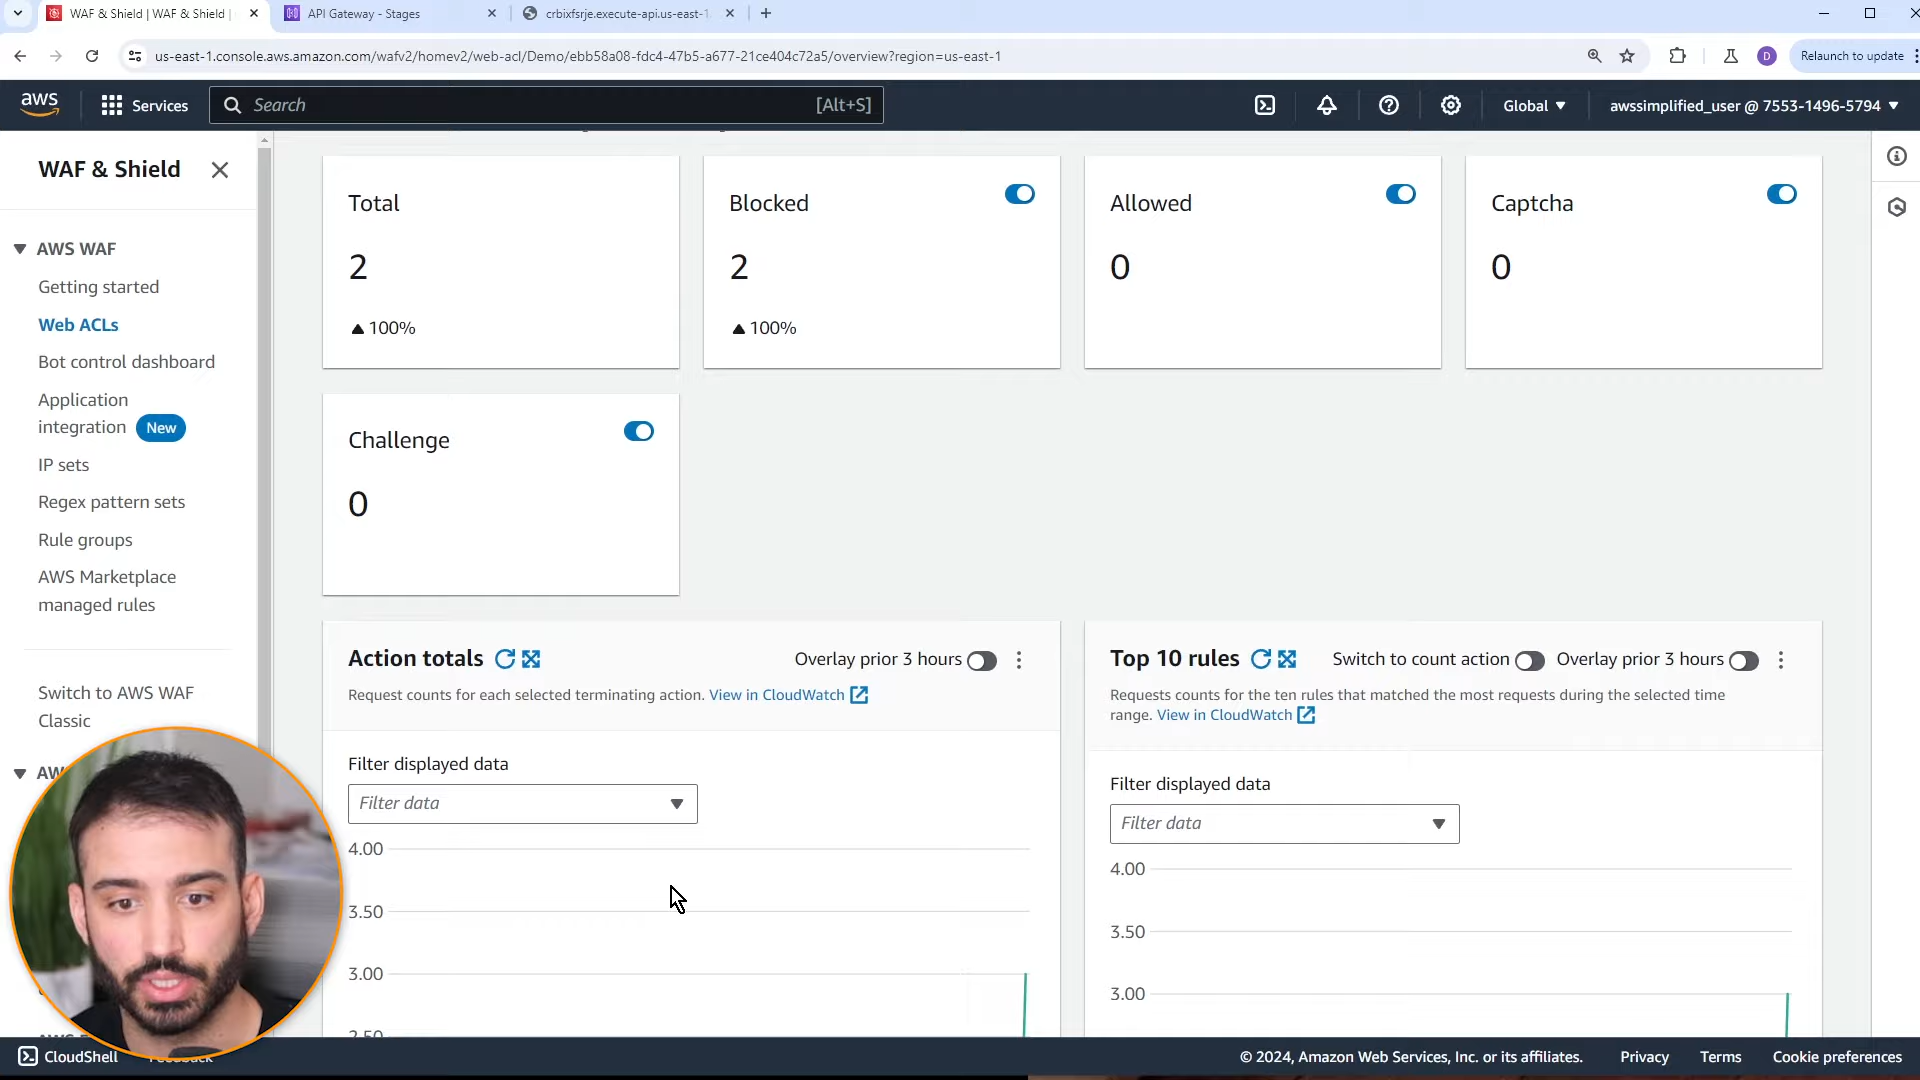 WAF & Shield | WAF & Shield |
API Gateway - Stages
crbixfsrje.execute-api.us-east-1.
us-east-1.console.aws.amazon.com/wafv2/homev2/web-acl/Demo/ebb58a08-fdc4-47b5-a677-21ce404c72a5/overview?region=us-east-1
D
Relaunch to update
aws
Services
Search
[Alt+S]
Global
awssimplified_user @ 7553-1496-5794
WAF & Shield
AWS WAF
Getting started
Web ACLs
Bot control dashboard
Application
integration New
IP sets
Regex pattern sets
Rule groups
AWS Marketplace
managed rules
Switch to AWS WAF
Classic
Total
2
100%
Blocked
2
100%
Allowed
0
Captcha
0
Challenge
0
Action totals
Overlay prior 3 hours
Request counts for each selected terminating action. View in CloudWatch
Filter displayed data
Filter data
4.00
3.50
3.00
2.50
Top 10 rules
Switch to count action
Overlay prior 3 hours
Requests counts for the ten rules that matched the most requests during the selected time
range. View in CloudWatch
Filter displayed data
Filter data
4.00
3.50
3.00
CloudShell
Feedback
© 2024, Amazon Web Services, Inc. or its affiliates.
Privacy
Terms
Cookie preferences